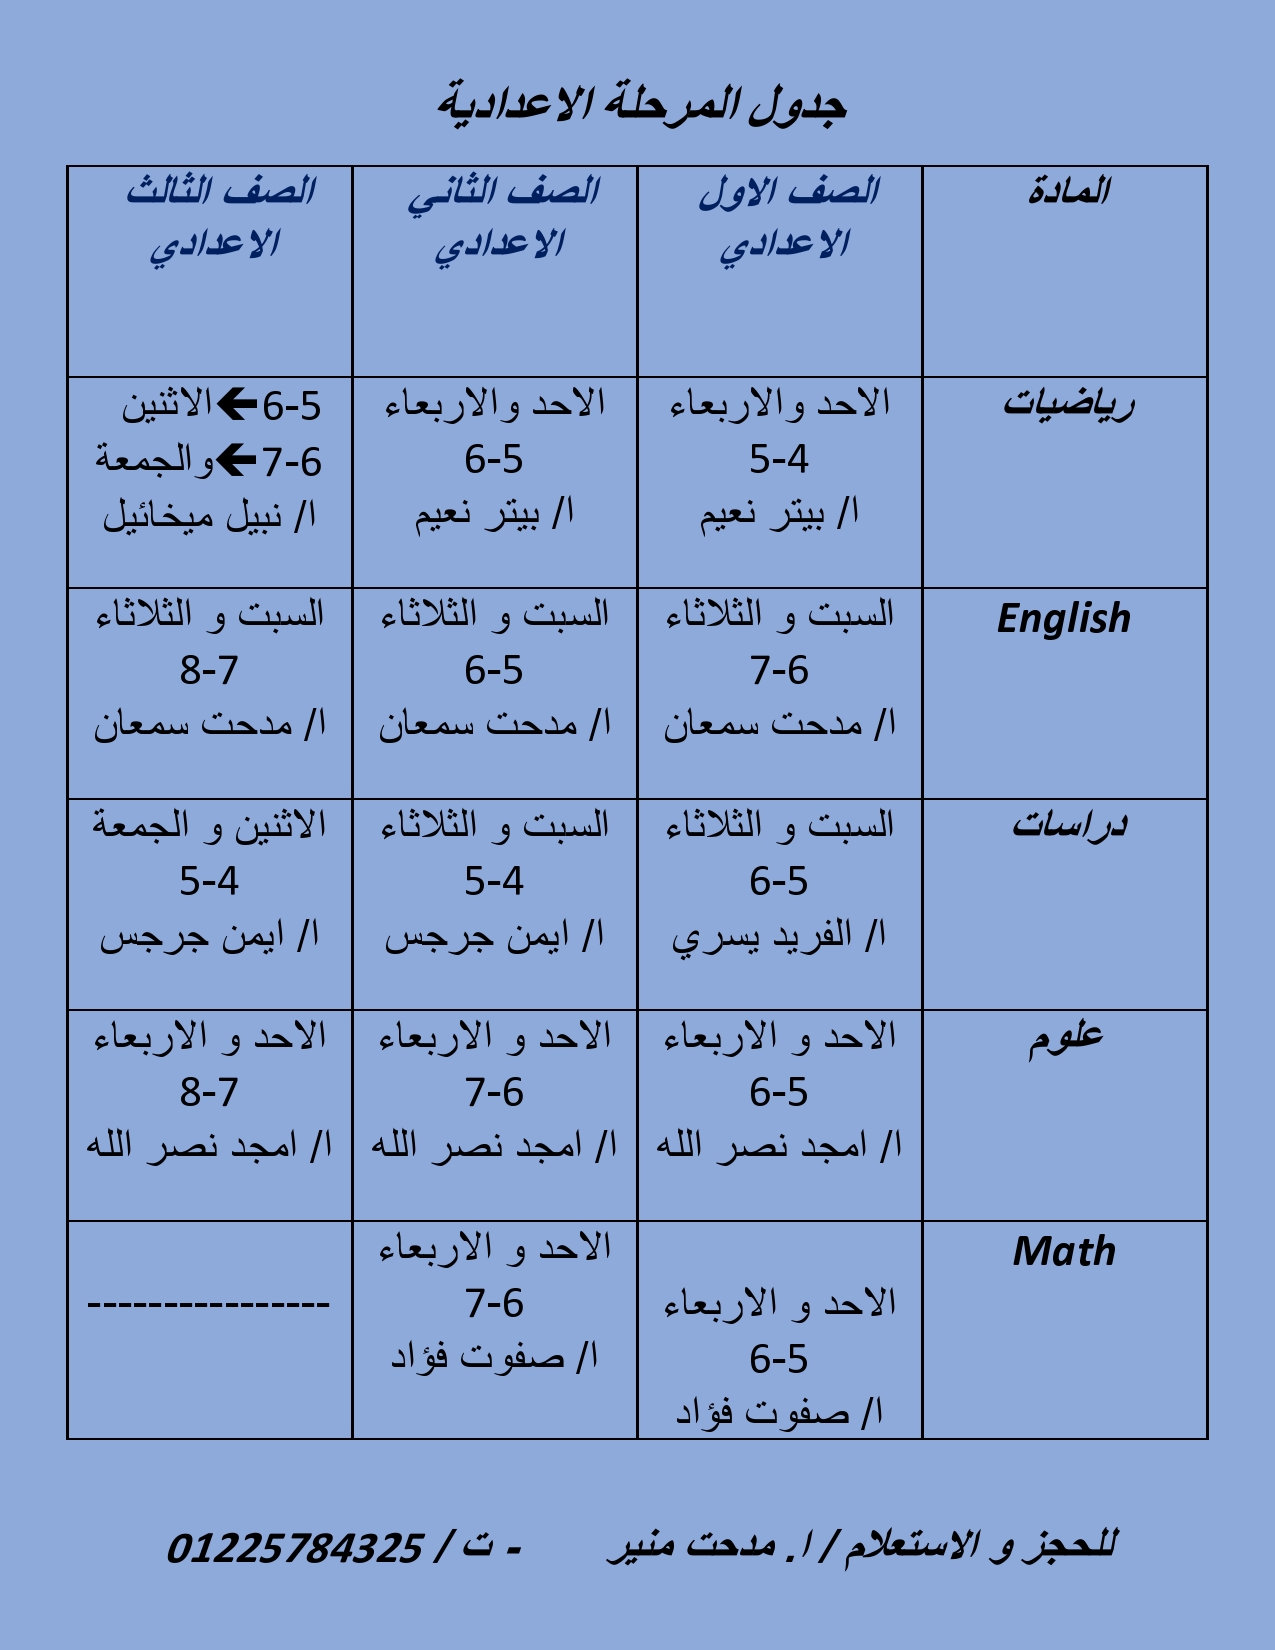 جدول المرحلة الاعدادية
المادة
الصف الاول
الاعدادي
الصف الثاني
الاعدادي
الصف الثالث
الاعدادي
رياضيات
الاحد والاربعاء
5-4
ا/ بيتر نعيم
الاحد والاربعاء
6-5
ا/ بيتر نعيم
الاثنين🡸6-5
والجمعة🡸7-6
ا/ نبيل ميخائيل
English
السبت و الثلاثاء
7-6
ا/ مدحت سمعان
السبت و الثلاثاء
6-5
ا/ مدحت سمعان
السبت و الثلاثاء
8-7
ا/ مدحت سمعان
دراسات
السبت و الثلاثاء
6-5
ا/ الفريد يسري
السبت و الثلاثاء
5-4
ا/ ايمن جرجس
الاثنين و الجمعة
5-4
ا/ ايمن جرجس
علوم
الاحد و الاربعاء
6-5
ا/ امجد نصر الله
الاحد و الاربعاء
7-6
ا/ امجد نصر الله
الاحد و الاربعاء
8-7
ا/ امجد نصر الله
Math
الاحد و الاربعاء
6-5
ا/ صفوت فؤاد
الاحد و الاربعاء
7-6
ا/ صفوت فؤاد
----------------
للحجز و الاستعلام / ا. مدحت منير - ت / 01225784325